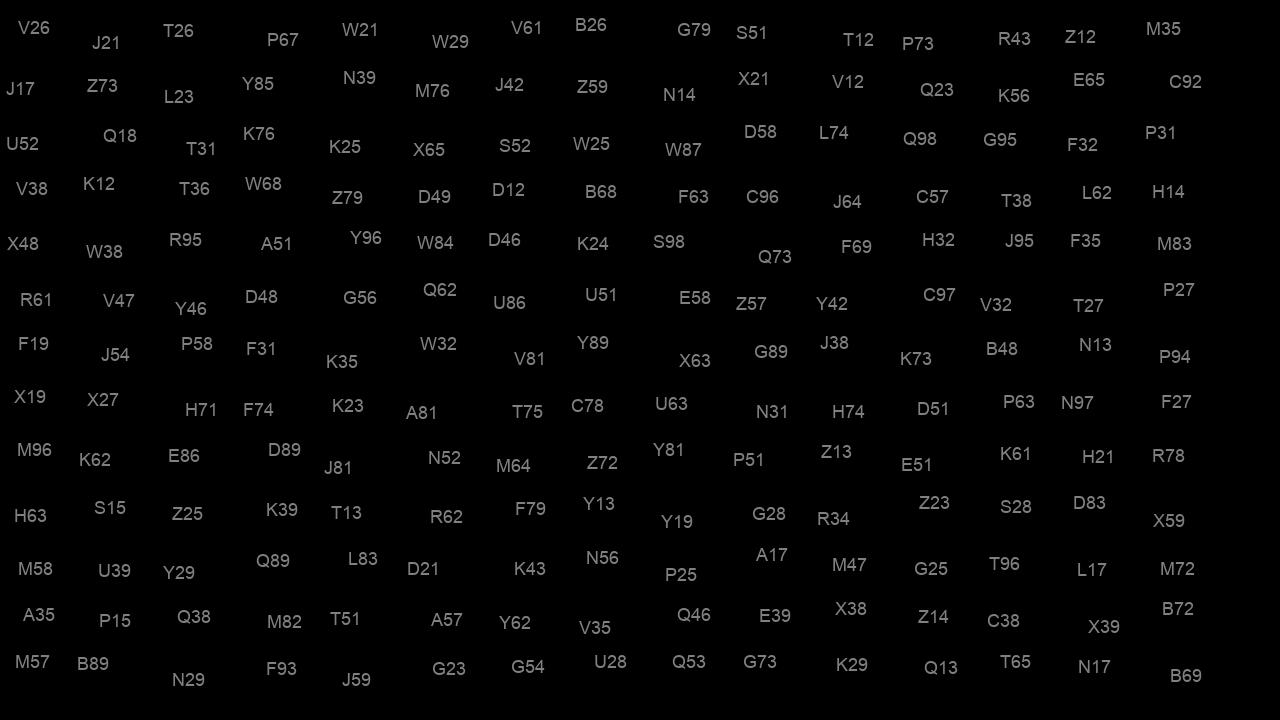 V26 J21 T26 P67 W21 W29 V61 B26 G79 S51 T12 P73 R43 Z12 M35
J17 Z73 L23 Y85 N39 M76 J42 Z59 N14 X21 V12 Q23 K56 E65 C92
U52 Q18 T31 K76 K25 X65 S52 W25 W87 D58 L74 Q98 G95 F32 P31
V38 K12 T36 W68 Z79 D49 D12 B68 F63 C96 J64 C57 T38 L62 H14
X48 W38 R95 A51 Y96 W84 D46 K24 S98 Q73 F69 H32 J95 F35 M83
R61 V47 Y46 D48 G56 Q62 U86 U51 E58 Z57 Y42 C97 V32 T27 P27
F19 J54 P58 F31 K35 W32 V81 Y89 X63 G89 J38 K73 B48 N13 P94
X19 X27 H71 F74 K23 A81 T75 C78 U63 N31 H74 D51 P63 N97 F27
M96 K62 E86 D89 J81 N52 M64 Z72 Y81 P51 Z13 E51 K61 H21 R78
H63 S15 Z25 K39 T13 R62 F79 Y13 Y19 G28 R34 Z23 S28 D83 X59
M58 U39 Y29 Q89 L83 D21 K43 N56 P25 A17 M47 G25 T96 L17 M72
A35 P15 Q38 M82 T51 A57 Y62 V35 Q46 E39 X38 Z14 C38 X39 B72
M57 B89 N29 F93 J59 G23 G54 U28 Q53 G73 K29 Q13 T65 N17 B69